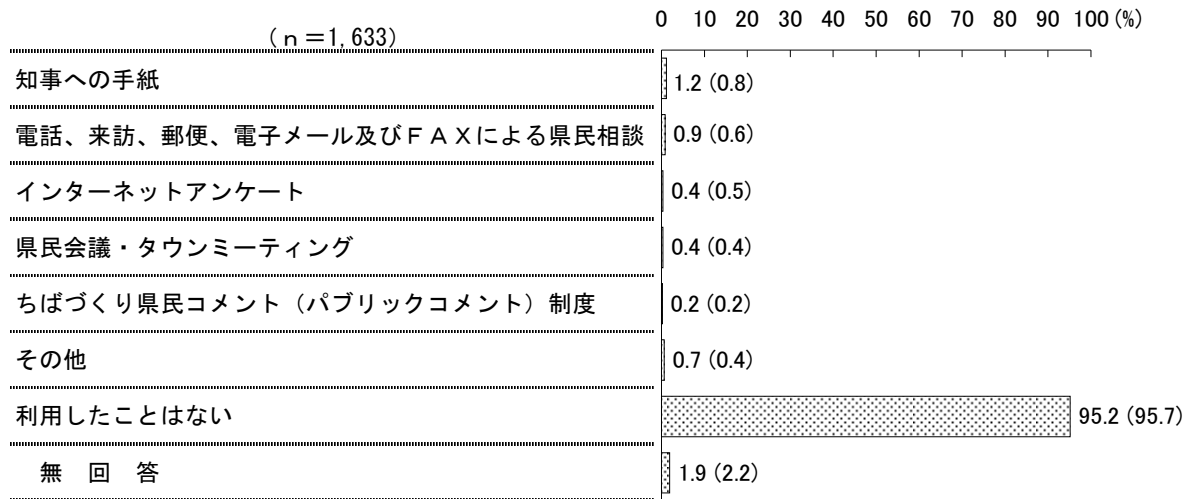 0 10 20 30 40 50 60 70 80 90 100 (%)
（ｎ＝1,633）
知事への手紙 1.2 (0.8)
電話、来訪、郵便、電子メール及びＦＡＸによる県民相談 0.9 (0.6)
インターネットアンケート 0.4 (0.5)
県民会議・タウンミーティング 0.4 (0.4)
ちばづくり県民コメント（パブリックコメント）制度 0.2 (0.2)
その他 0.7 (0.4)
利用したことはない 95.2 (95.7)
無　回　答 1.9 (2.2)